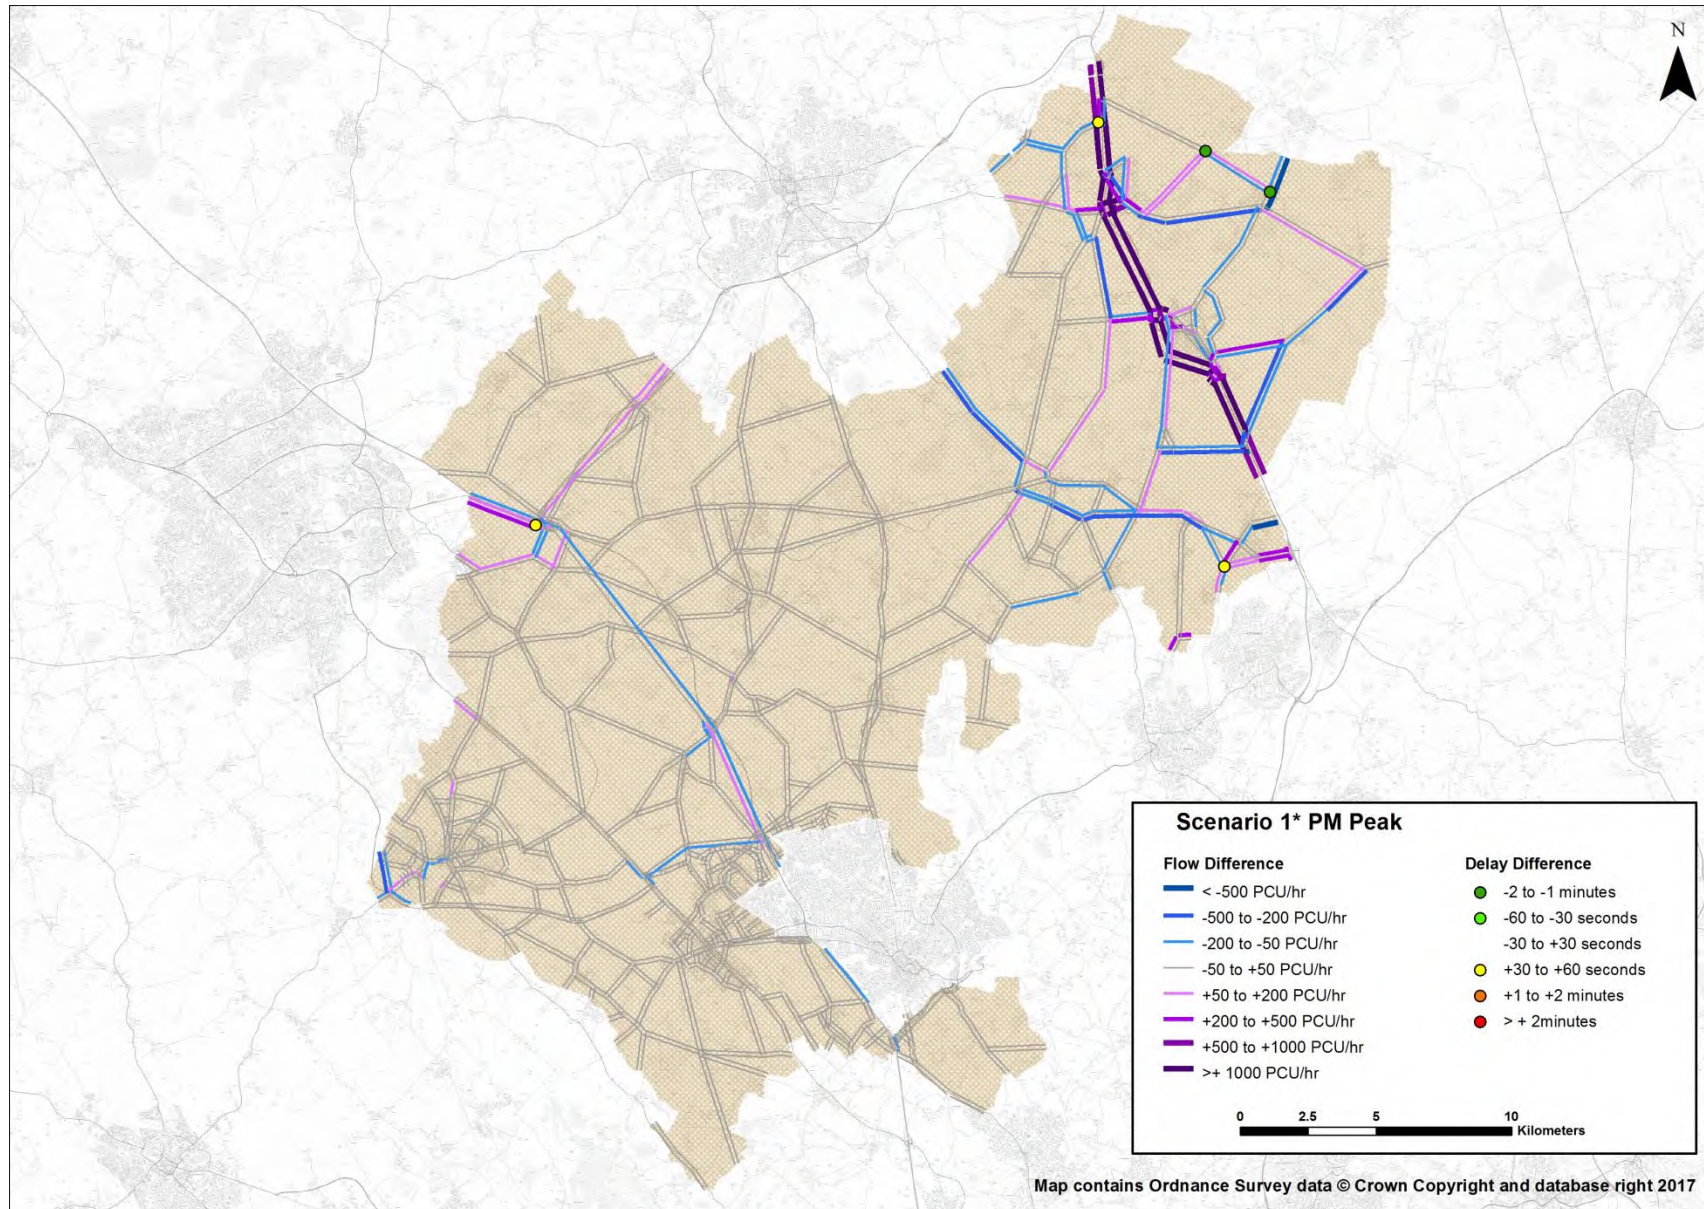 N
Scenario 1* PM Peak
Flow Difference
< -500 PCU/hr
-500 to -200 PCU/hr
-200 to -50 PCU/hr
-50 to +50 PCU/hr
+50 to +200 PCU/hr
+200 to +500 PCU/hr
+500 to +1000 PCU/hr
>+ 1000 PCU/hr
Delay Difference
-2 to -1 minutes
-60 to -30 seconds
-30 to +30 seconds
+30 to +60 seconds
+1 to +2 minutes
> + 2minutes
0 2.5 5 10
Kilometers
Map contains Ordnance Survey data © Crown Copyright and database right 2017